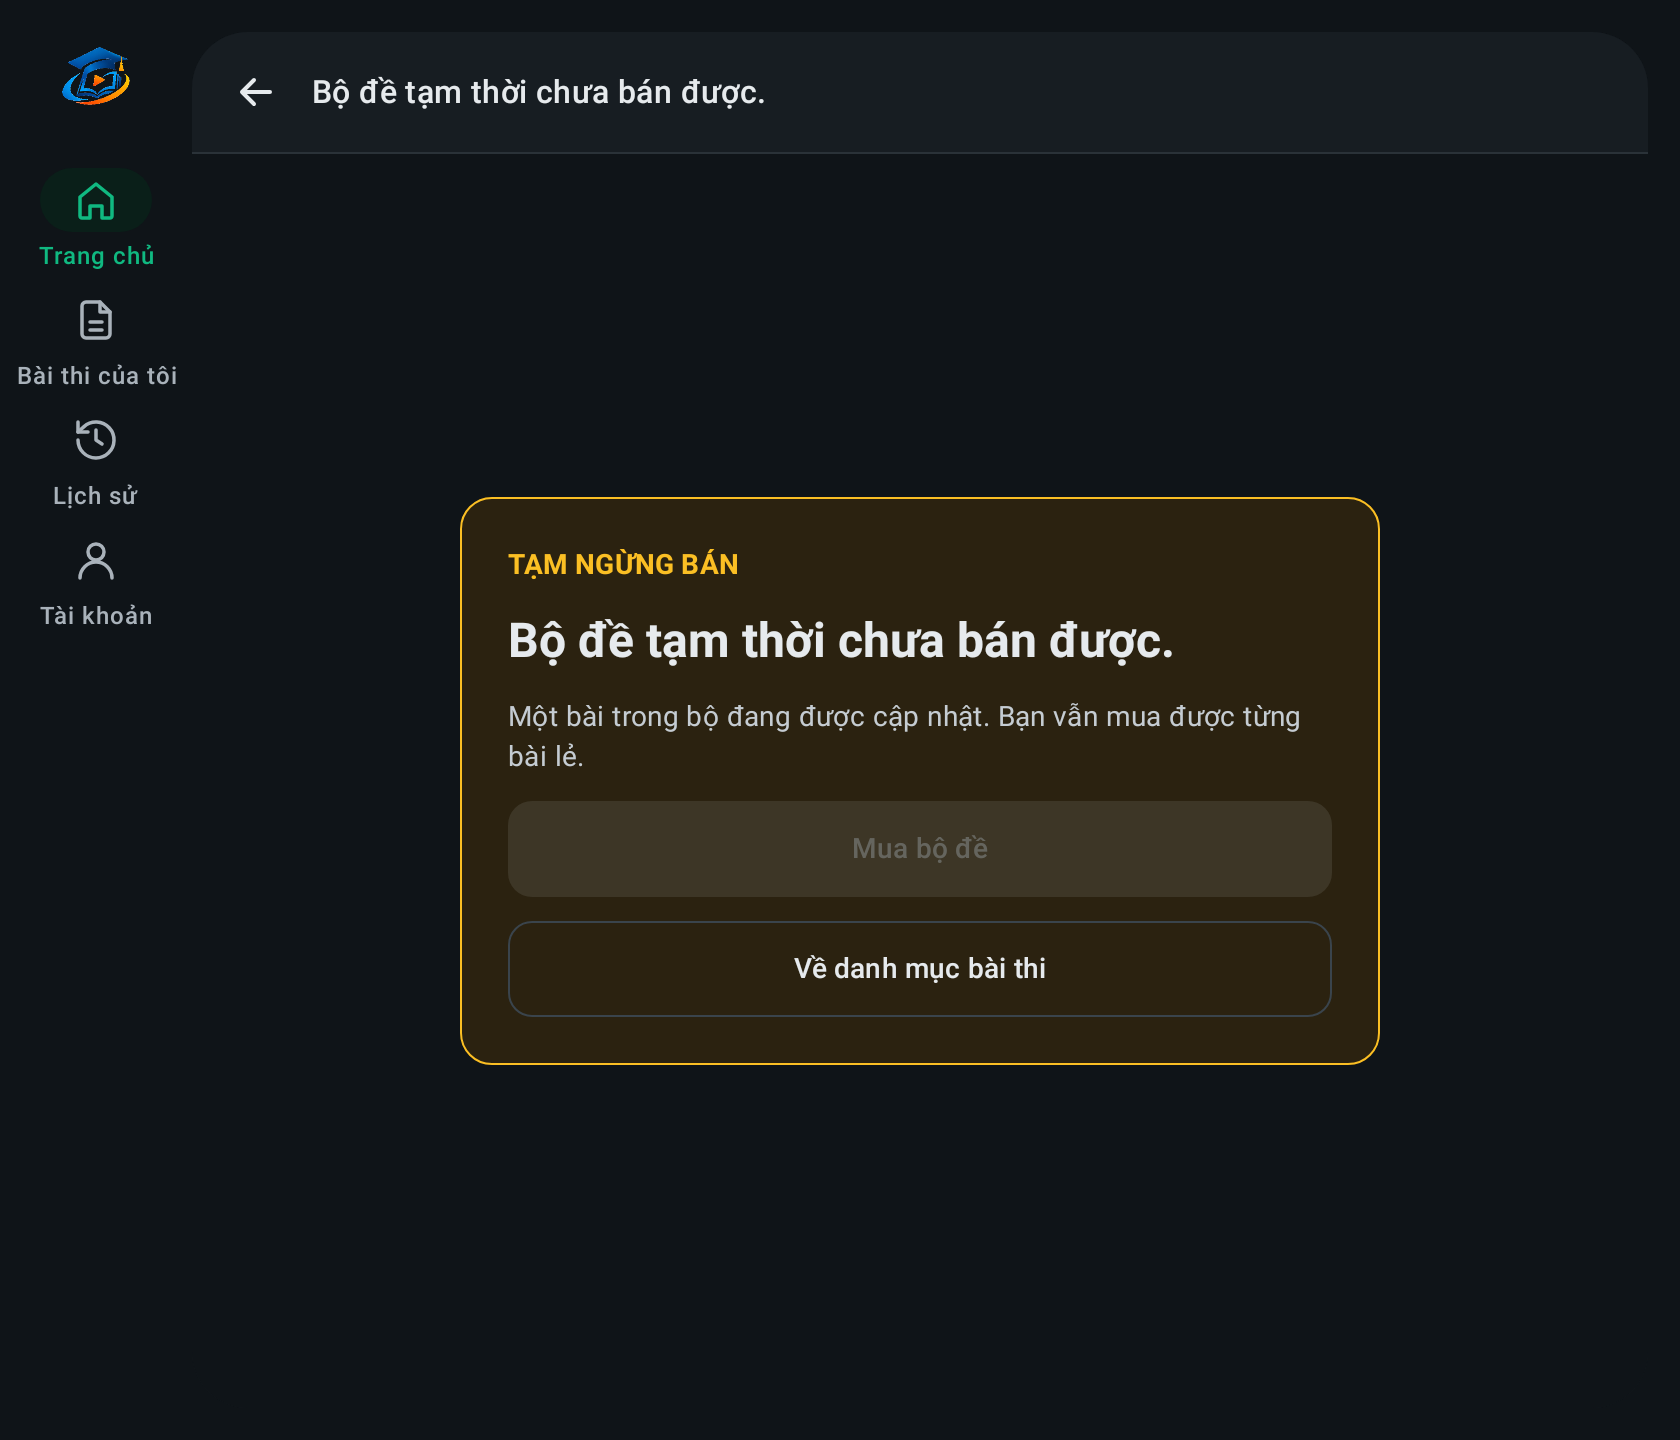 Bộ đề tạm thời chưa bán được.
Trang chủ
Bài thi của tôi
Lịch sử
Tài khoản
TẠM NGỪNG BÁN
Bộ đề tạm thời chưa bán được.
Một bài trong bộ đang được cập nhật. Bạn vẫn mua được từng
bài lẻ.
Mua bộ đề
Về danh mục bài thi